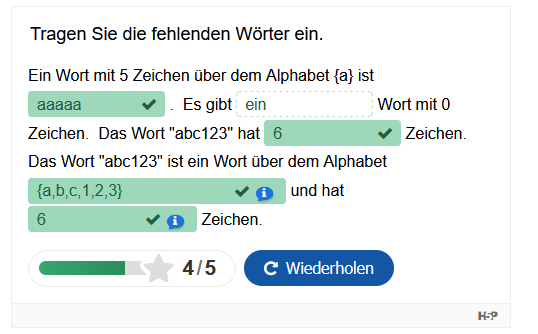 Tragen Sie die fehlenden Wörter ein.
Ein Wort mit 5 Zeichen über dem Alphabet {a} ist
aaaaa . Es gibt ein Wort mit 0
Zeichen. Das Wort "abc123" hat 6 Zeichen.
Das Wort "abc123" ist ein Wort über dem Alphabet
{a,b,c,1,2,3} und hat
6 Zeichen.
4/5 Wiederholen
H5P